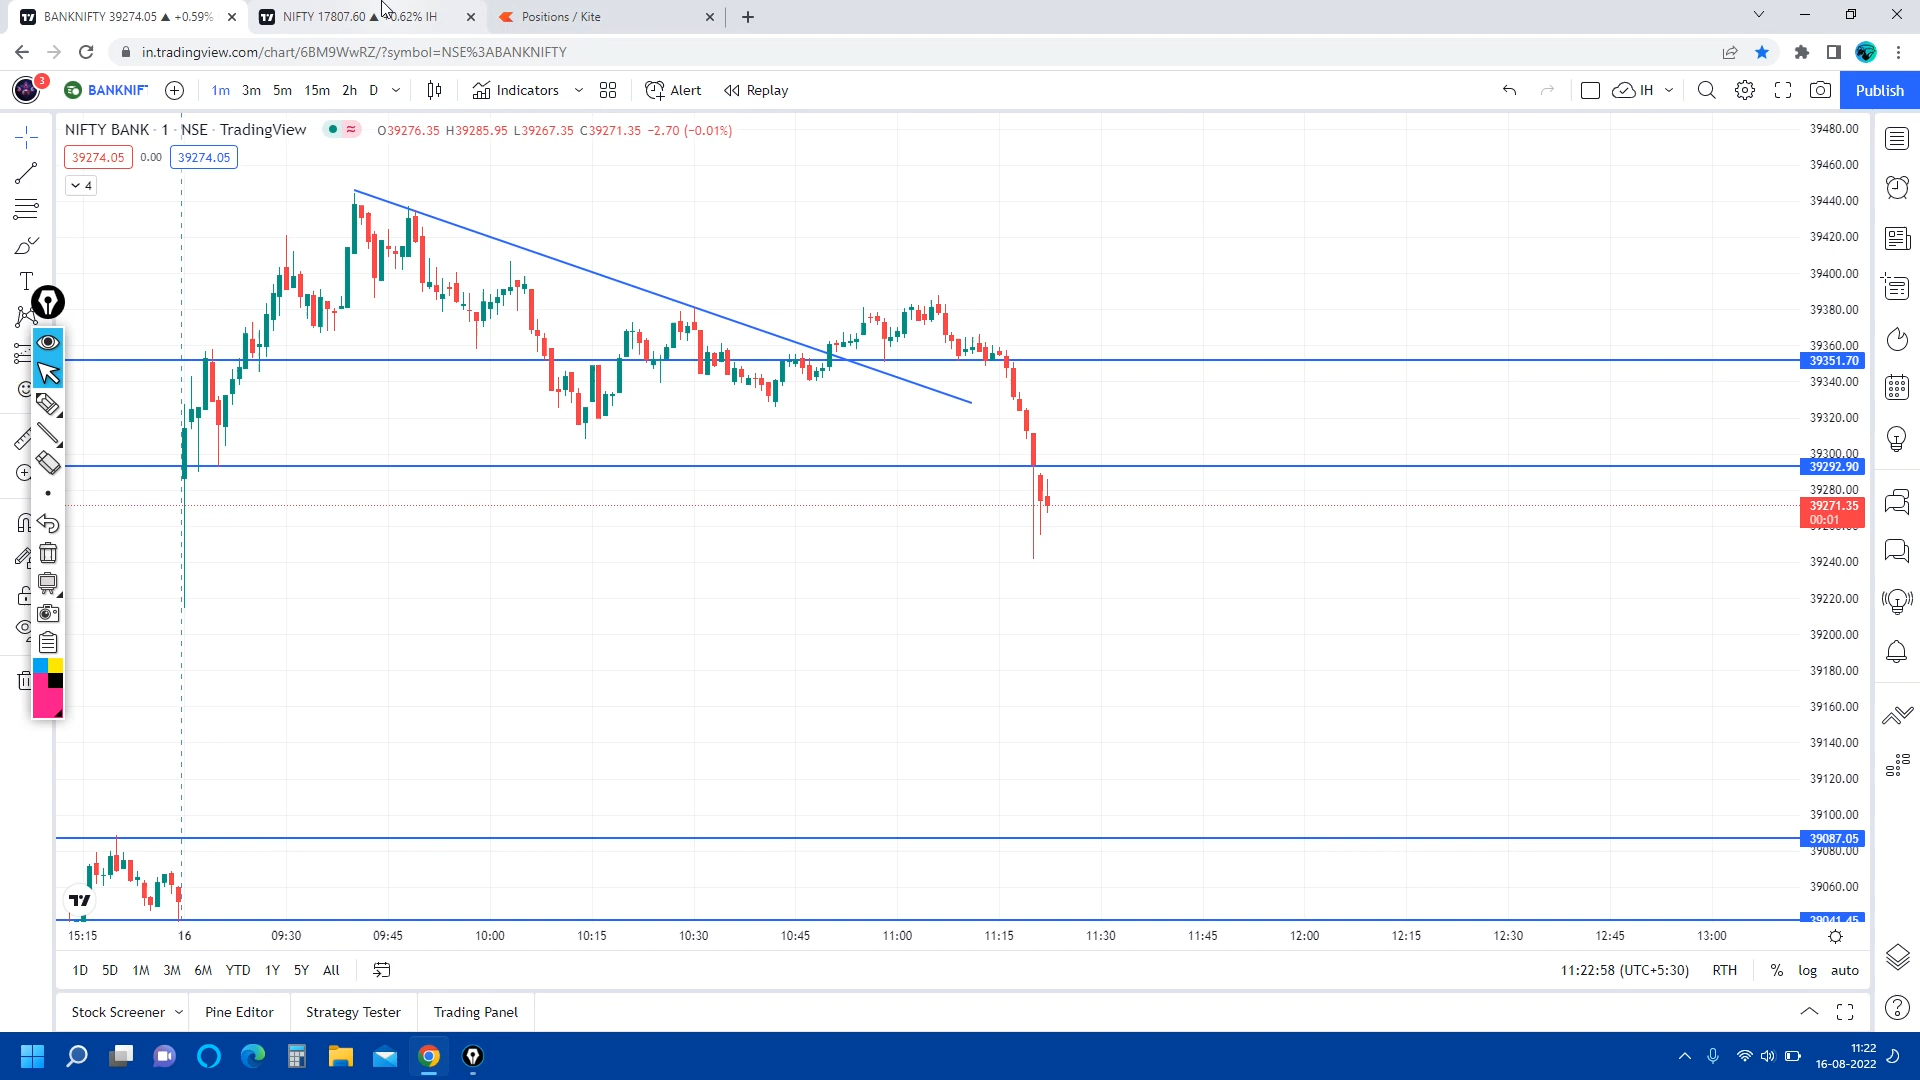 BANKNIFTY 39274.05 ▲ +0.59%
NIFTY 17807.60 ▲ +0.62% IH
Positions / Kite
in.tradingview.com/chart/6BM9WwRZ/?symbol=NSE%3ABANKNIFTY
3
BANKNIF
1m 3m 5m 15m 2h D
Indicators
Alert
Replay
IH
Publish
NIFTY BANK · 1 · NSE · TradingView
O39276.35 H39285.95 L39267.35 C39271.35 −2.70 (−0.01%)
39274.05 0.00 39274.05
4
39480.00
39460.00
39440.00
39420.00
39400.00
39380.00
39360.00
39351.70
39340.00
39320.00
39300.00
39292.90
39280.00
39271.35
00:01
39240.00
39220.00
39200.00
39180.00
39160.00
39140.00
39120.00
39100.00
39087.05
39080.00
39060.00
39041.45
15:15 16 09:30 09:45 10:00 10:15 10:30 10:45 11:00 11:15 11:30 11:45 12:00 12:15 12:30 12:45 13:00
1D 5D 1M 3M 6M YTD 1Y 5Y All
11:22:58 (UTC+5:30) RTH % log auto
Stock Screener Pine Editor Strategy Tester Trading Panel
11:22
16-08-2022